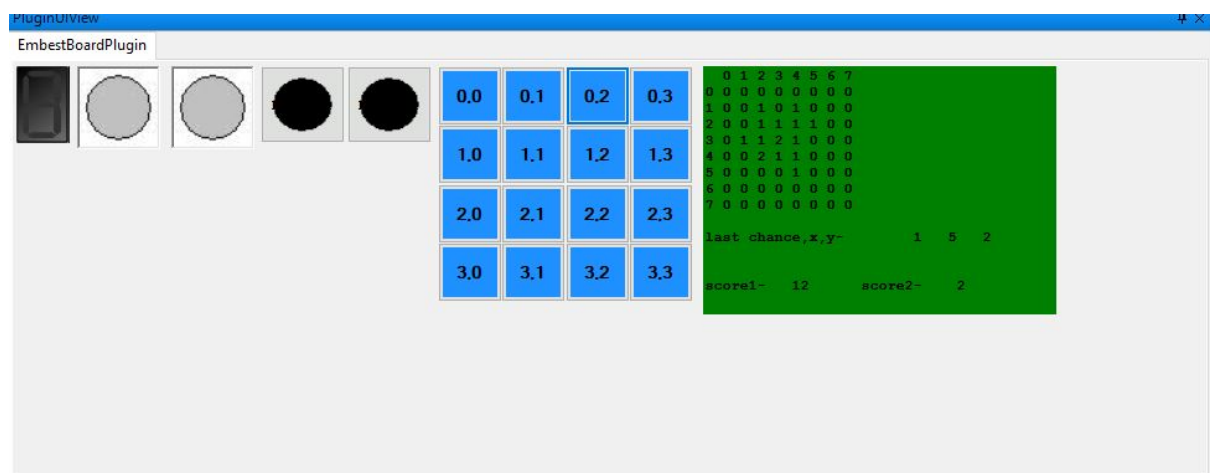 PluginUIView
EmbestBoardPlugin
0,0 0,1 0,2 0,3
1,0 1,1 1,2 1,3
2,0 2,1 2,2 2,3
3,0 3,1 3,2 3,3
0 1 2 3 4 5 6 7
0 0 0 0 0 0 0 0 0
1 0 0 1 0 1 0 0 0
2 0 0 1 1 1 1 0 0
3 0 1 1 2 1 0 0 0
4 0 0 2 1 1 0 0 0
5 0 0 0 0 1 0 0 0
6 0 0 0 0 0 0 0 0
7 0 0 0 0 0 0 0 0
last chance,x,y- 1 5 2
score1- 12 score2- 2